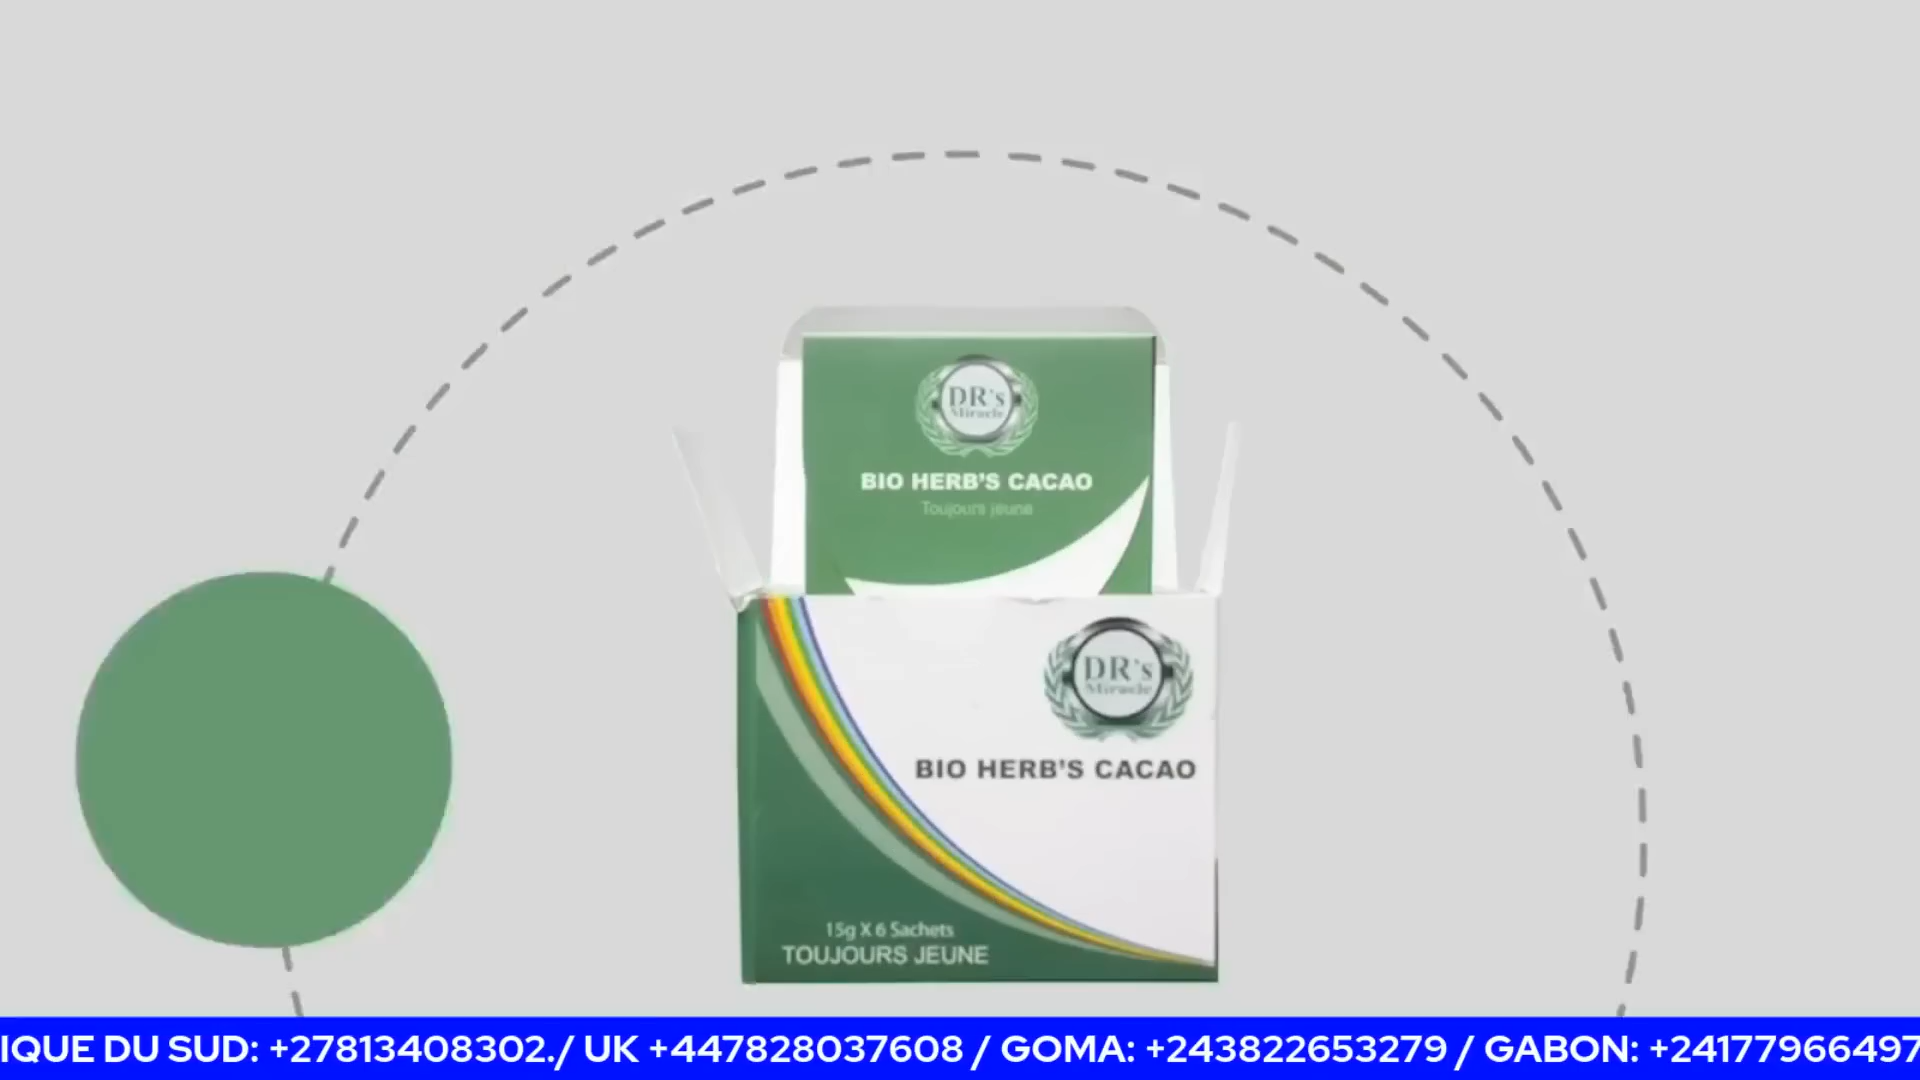 DR's
Miracle
BIO HERB'S CACAO
Toujours jeune
DR's
Miracle
BIO HERB'S CACAO
15g X 6 Sachets
TOUJOURS JEUNE
IQUE DU SUD: +27813408302./ UK +447828037608 / GOMA: +243822653279 / GABON: +24177966497